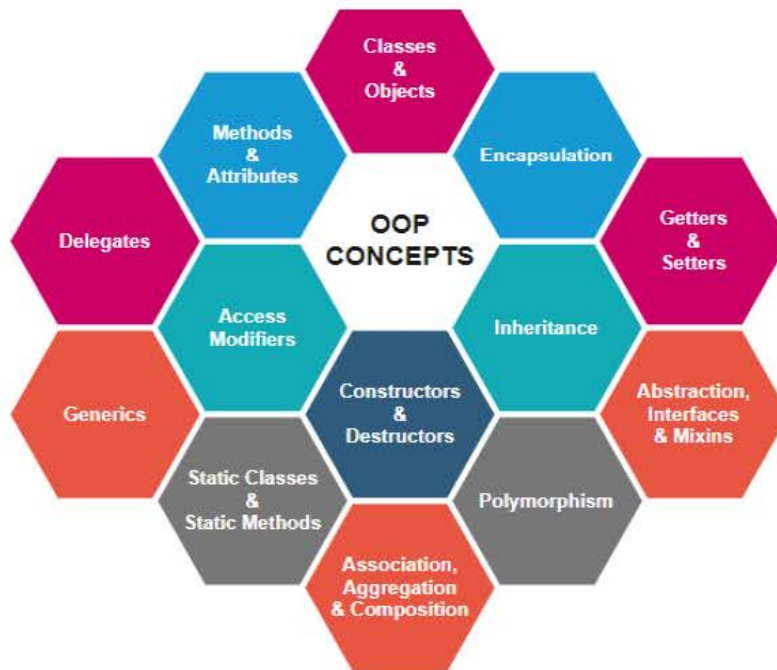 Classes
&
Objects
Methods
&
Attributes
Encapsulation
Delegates
OOP
CONCEPTS
Getters
&
Setters
Access
Modifiers
Inheritance
Generics
Constructors
&
Destructors
Abstraction,
Interfaces
& Mixins
Static Classes
&
Static Methods
Polymorphism
Association,
Aggregation
& Composition